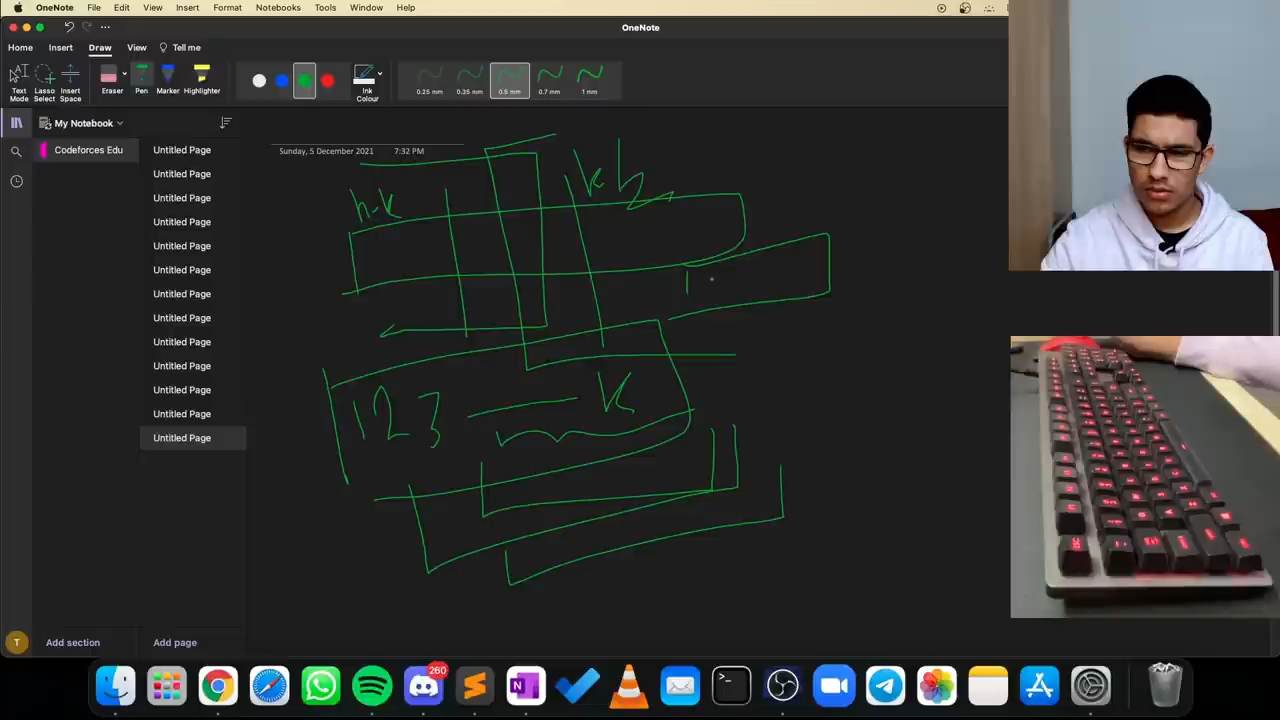 OneNote File Edit View Insert Format Notebooks Tools Window Help
OneNote
Home Insert Draw View Tell me
Text Mode
Lasso Select
Insert Space
Eraser
Pen
Marker
Highlighter
Ink Colour
0.25 mm
0.35 mm
0.5 mm
0.7 mm
1 mm
My Notebook
Codeforces Edu
Untitled Page
Untitled Page
Untitled Page
Untitled Page
Untitled Page
Untitled Page
Untitled Page
Untitled Page
Untitled Page
Untitled Page
Untitled Page
Untitled Page
Untitled Page
Sunday, 5 December 2021 7:32 PM
n-k
k
1 2 3 k
T
Add section
Add page
260